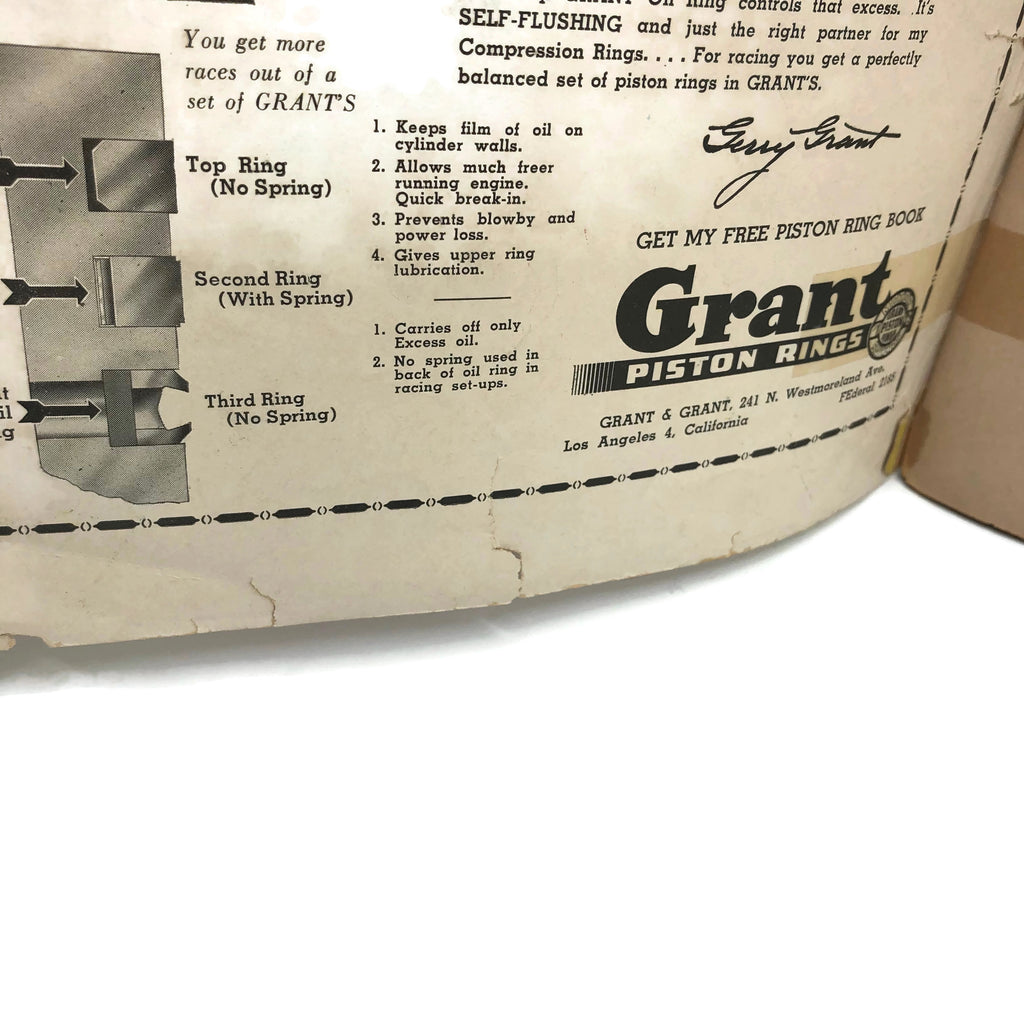 GRANT Oil Ring controls that excess. .It's
SELF-FLUSHING and just the right partner for my
Compression Rings. . . . For racing you get a perfectly
balanced set of piston rings in GRANT'S.
You get more
races out of a
set of GRANT'S
Top Ring
(No Spring)
Second Ring
(With Spring)
Third Ring
(No Spring)
1. Keeps film of oil on
cylinder walls.
2. Allows much freer
running engine.
Quick break-in.
3. Prevents blowby and
power loss.
4. Gives upper ring
lubrication.
1. Carries off only
Excess oil.
2. No spring used in
back of oil ring in
racing set-ups.
Gerry Grant
GET MY FREE PISTON RING BOOK
Grant
PISTON RINGS
GRANT & GRANT, 241 N. Westmoreland Ave.
Los Angeles 4, California
FEderal 2168